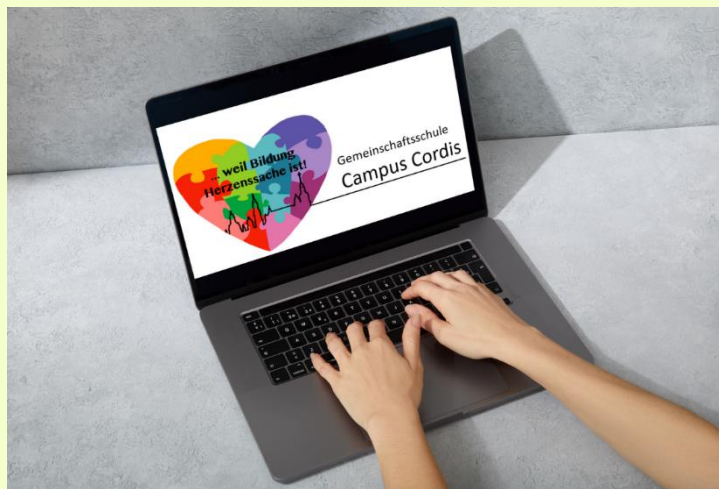 ... weil Bildung
Herzenssache ist!
Gemeinschaftsschule
Campus Cordis